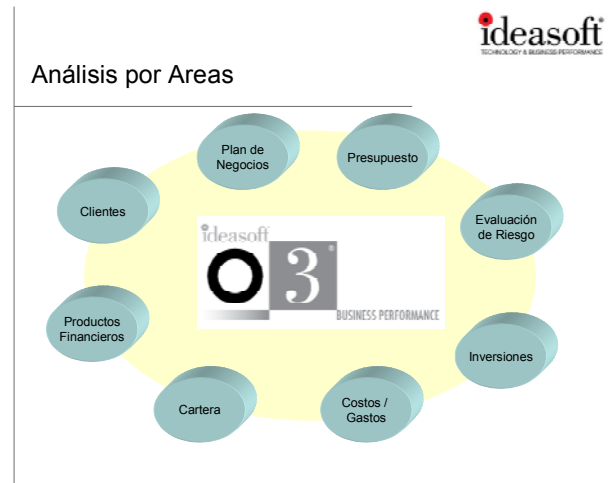 ideasoft
TECHNOLOGY & BUSINESS PERFORMANCE
Análisis por Areas
Plan de
Negocios
Presupuesto
Clientes
Evaluación
de Riesgo
ideasoft
O3
BUSINESS PERFORMANCE
Productos
Financieros
Inversiones
Cartera
Costos /
Gastos